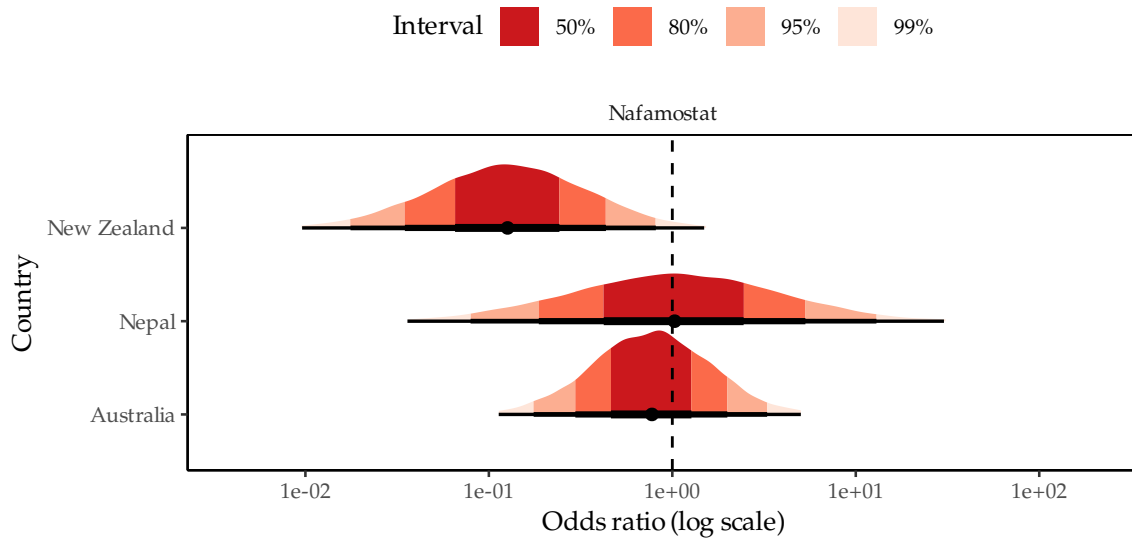 Interval 50% 80% 95% 99%
Nafamostat
Country
New Zealand
Nepal
Australia
1e-02 1e-01 1e+00 1e+01 1e+02
Odds ratio (log scale)